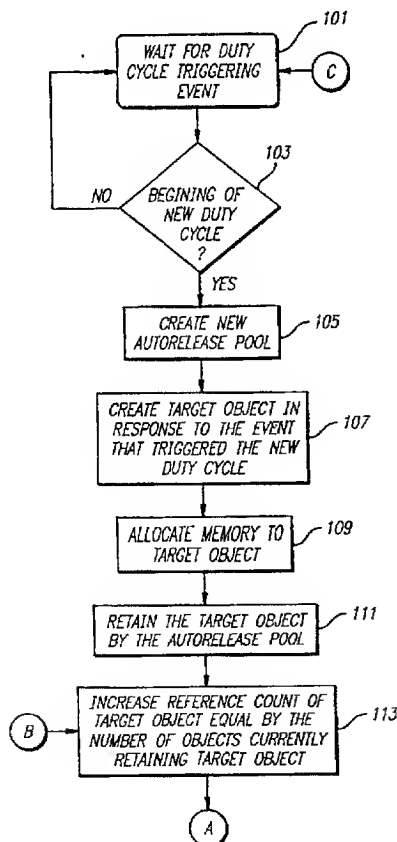 101
WAIT FOR DUTY
CYCLE TRIGGERING
EVENT
C
103
NO
BEGINING OF
NEW DUTY
CYCLE
?
YES
CREATE NEW
AUTORELEASE POOL
105
CREATE TARGET OBJECT IN
RESPONSE TO THE EVENT
THAT TRIGGERED THE NEW
DUTY CYCLE
107
ALLOCATE MEMORY TO
TARGET OBJECT
109
RETAIN THE TARGET OBJECT
BY THE AUTORELEASE POOL
111
INCREASE REFERENCE COUNT OF
TARGET OBJECT EQUAL BY THE
NUMBER OF OBJECTS CURRENTLY
RETAINING TARGET OBJECT
113
B
A